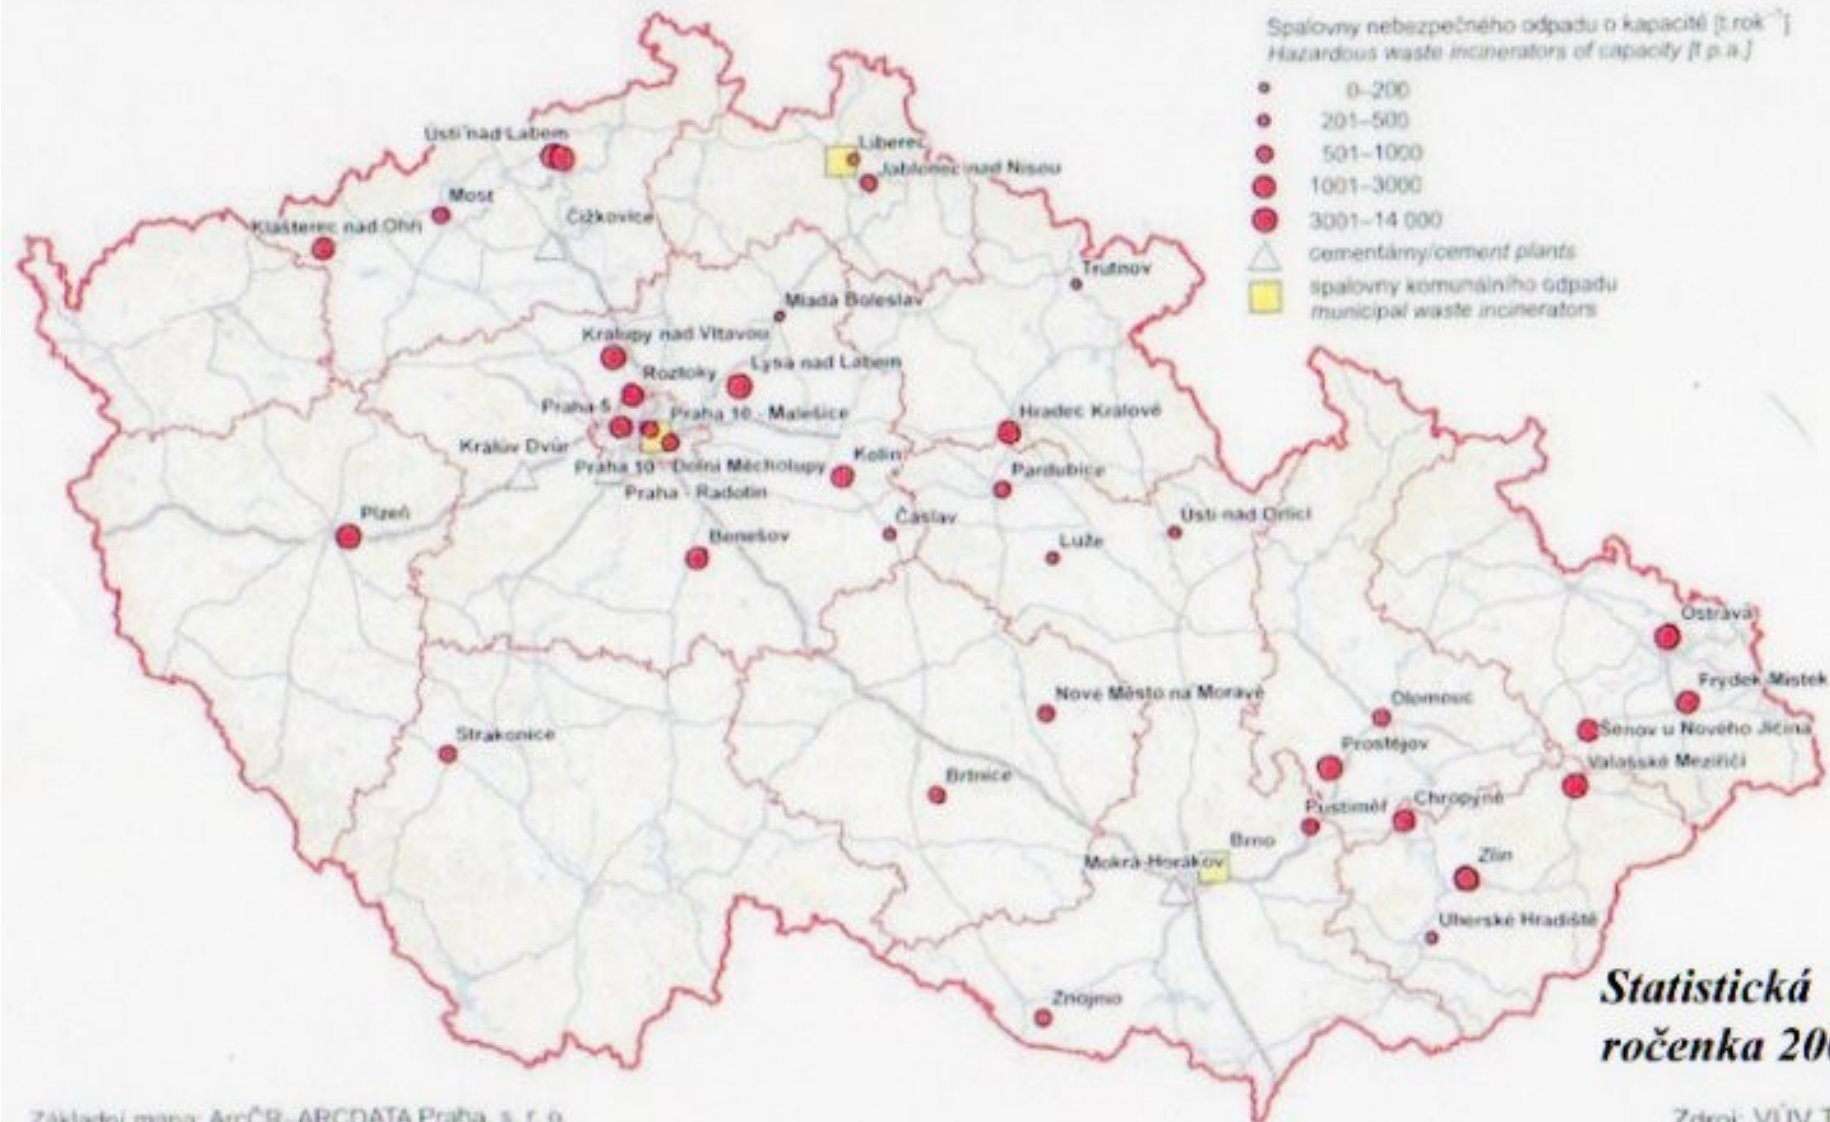 Spalovny nebezpečného odpadu o kapacitě [t.rok⁻¹]
Hazardous waste incinerators of capacity [t p.a.]
0–200
201–500
501–1000
1001–3000
3001–14 000
cementárny/cement plants
spalovny komunálního odpadu
municipal waste incinerators
Ústí nad Labem
Liberec
Jablonec nad Nisou
Most
Klášterec nad Ohří
Čížkovice
Trutnov
Mladá Boleslav
Kralupy nad Vltavou
Roztoky
Lysá nad Labem
Praha 5
Praha 10 - Malešice
Hradec Králové
Králův Dvůr
Praha 10 - Dolní Měcholupy
Kolín
Pardubice
Praha - Radotín
Plzeň
Čáslav
Ústí nad Orlicí
Benešov
Luže
Ostrava
Frýdek-Místek
Nové Město na Moravě
Olomouc
Šenov u Nového Jičína
Strakonice
Prostějov
Valašské Meziříčí
Brtnice
Pustiměř
Chropyně
Brno
Mokrá-Horákov
Zlín
Uherské Hradiště
Znojmo
Statistická
ročenka 20
Základní mapa: ArcČR–ARCDATA Praha, s. r. o.
Zdroj: VÚV T